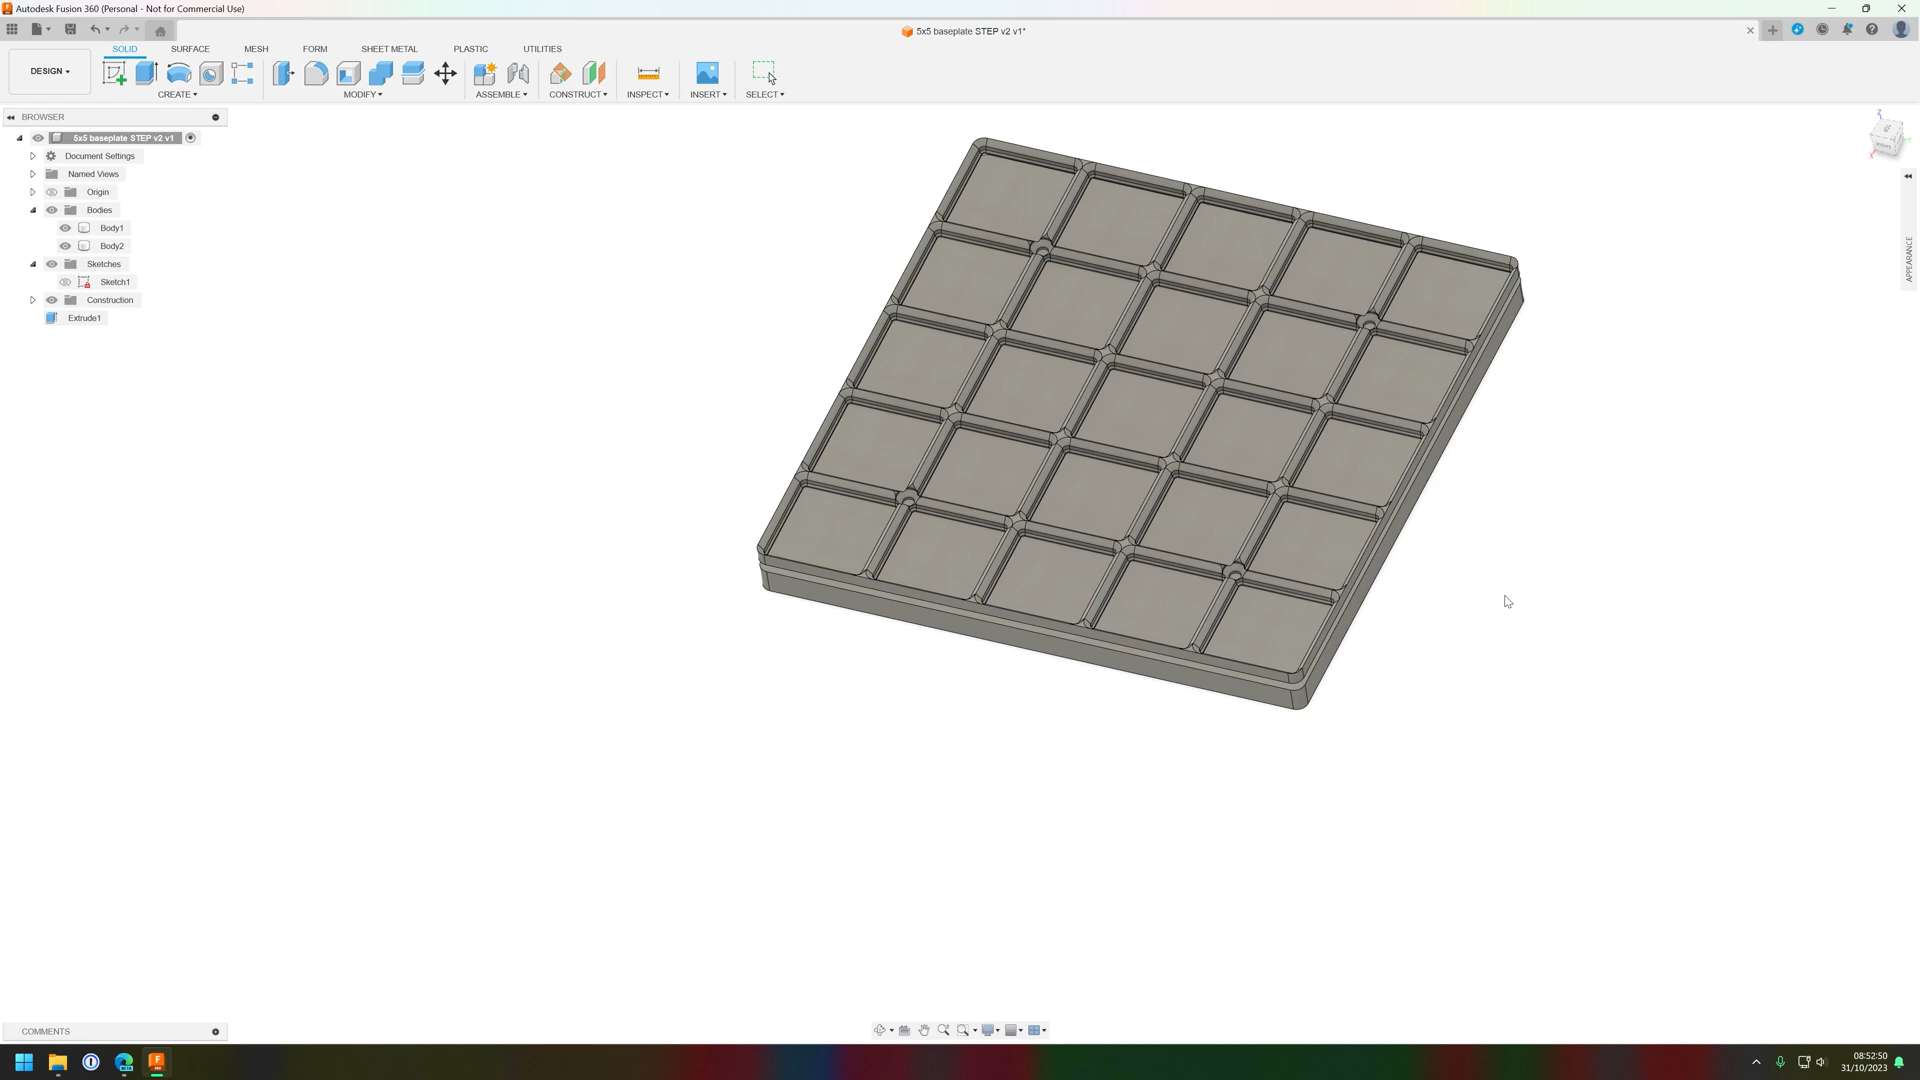 Autodesk Fusion 360 (Personal - Not for Commercial Use)
5x5 baseplate STEP v2 v1*
SOLID SURFACE MESH FORM SHEET METAL PLASTIC UTILITIES
DESIGN
CREATE MODIFY ASSEMBLE CONSTRUCT INSPECT INSERT SELECT
BROWSER
5x5 baseplate STEP v2 v1
Document Settings
Named Views
Origin
Bodies
Body1
Body2
Sketches
Sketch1
Construction
Extrude1
Z
X
RIGHT
APPEARANCE
COMMENTS
08:52:50
31/10/2023